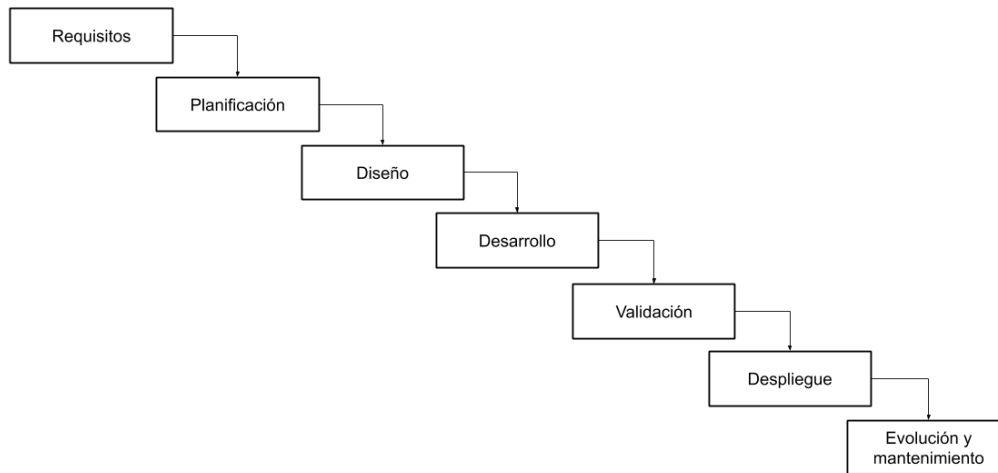 Requisitos
Planificación
Diseño
Desarrollo
Validación
Despliegue
Evolución y
mantenimiento